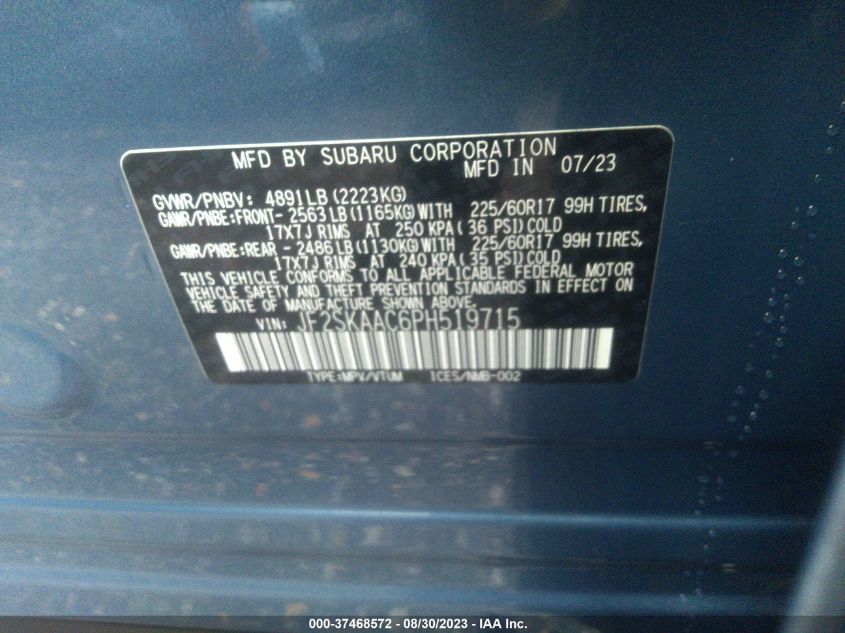 MFD BY SUBARU CORPORATION
MFD IN 07/23
GVWR/PNBV: 4891LB (2223KG)
GAWR/PNBE:FRONT- 2563LB (1165KG) WITH 225/60R17 99H TIRES,
17X7J RIMS AT 250 KPA ( 36 PSI) COLD
GAWR/PNBE:REAR - 2486LB (1130KG) WITH 225/60R17 99H TIRES,
17X7J RIMS AT 240 KPA ( 35 PSI) COLD
THIS VEHICLE CONFORMS TO ALL APPLICABLE FEDERAL MOTOR
VEHICLE SAFETY AND THEFT PREVENTION STANDARDS IN EFFECT ON
THE DATE OF MANUFACTURE SHOWN ABOVE.
VIN: JF2SKAAC6PH519715
TYPE:MPV/VTUM ICES/NMB-002
000-37468572 - 08/30/2023 - IAA Inc.